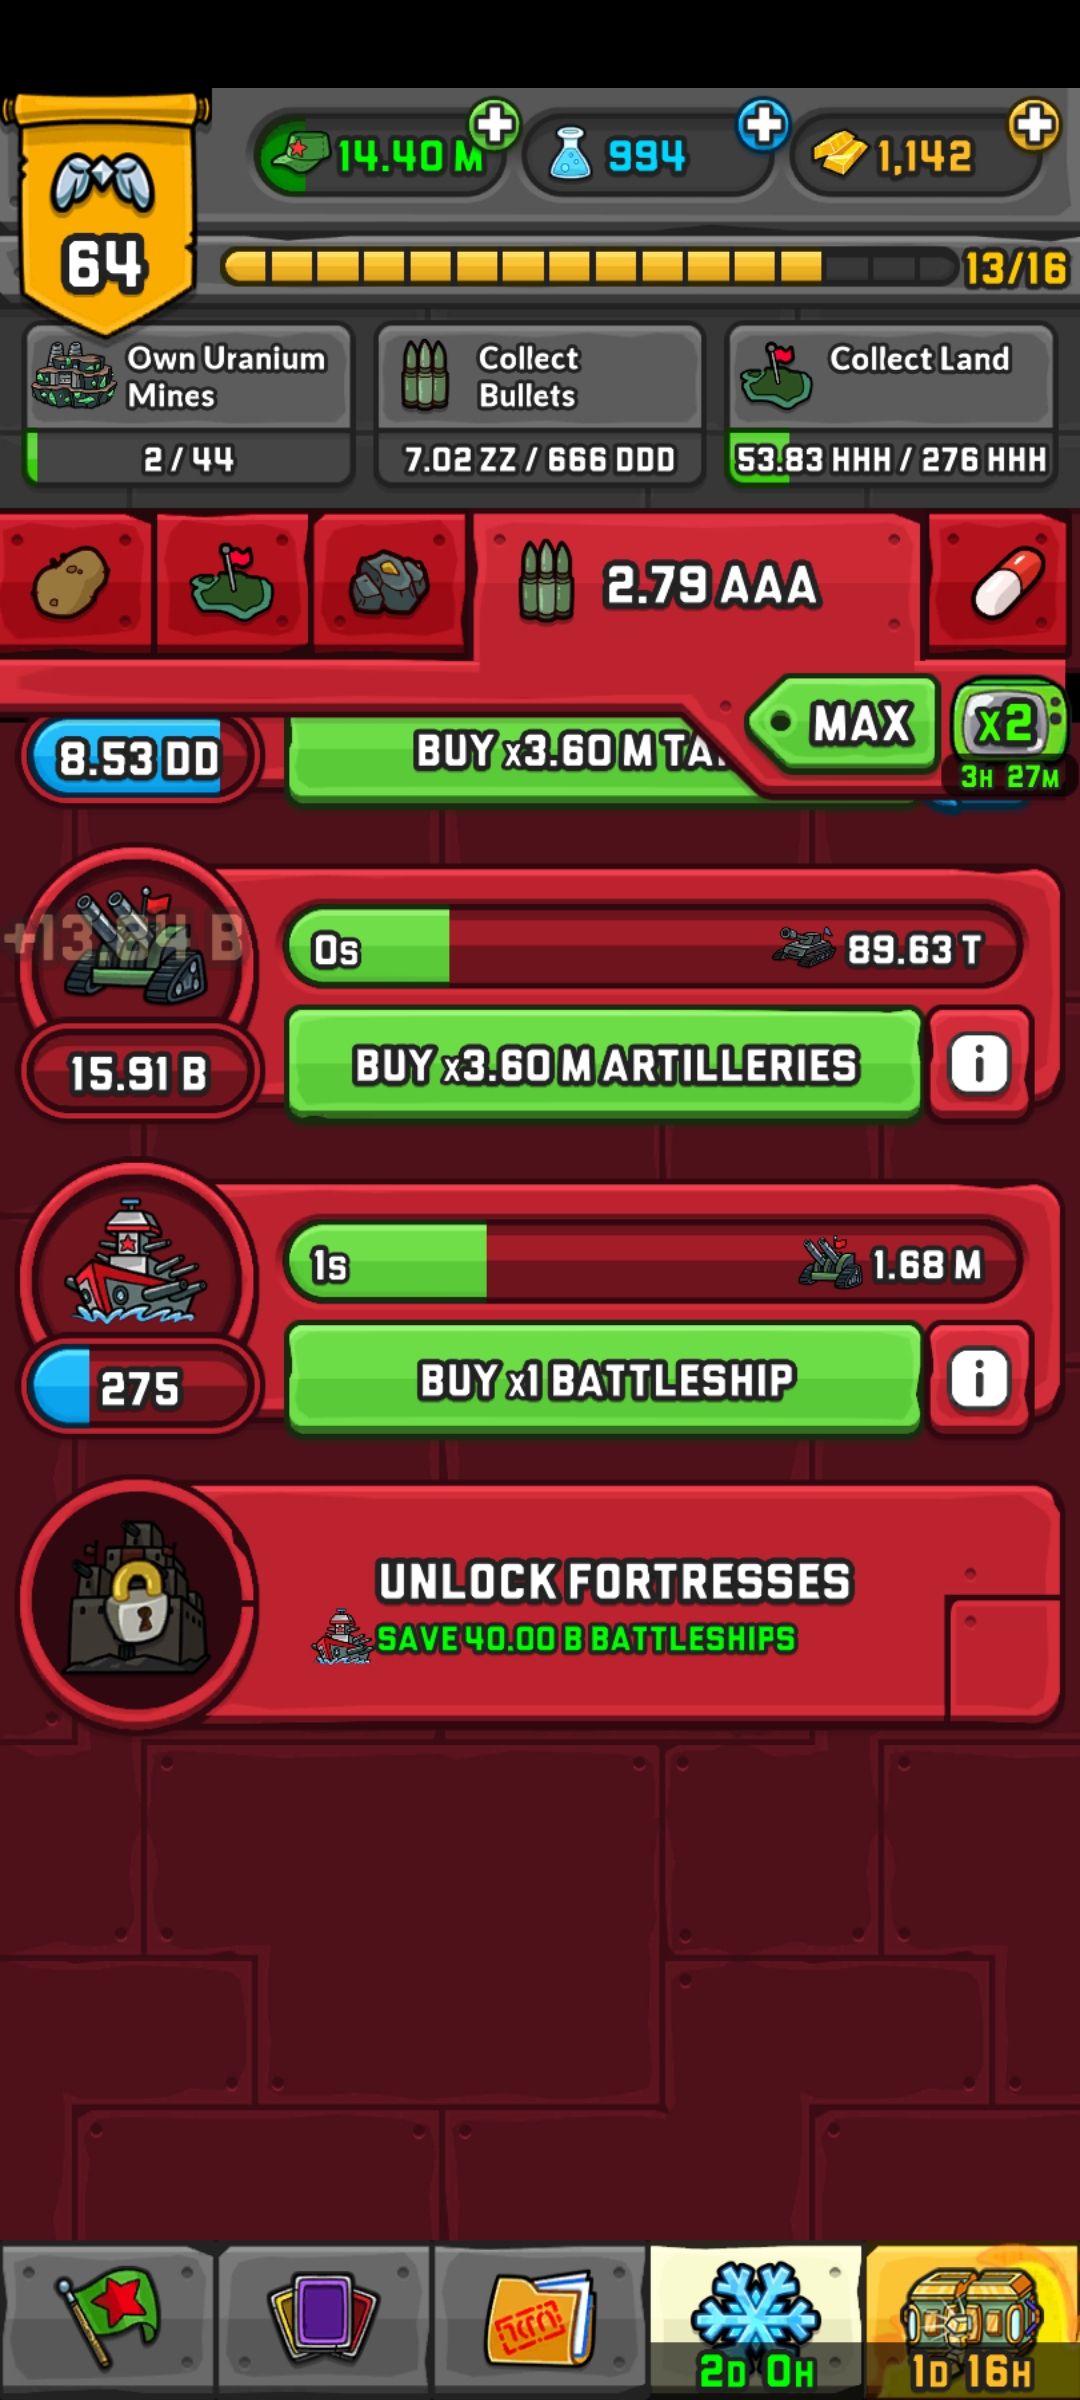 14.40 M
994
1,142
64
13/16
Own Uranium
Mines
2 / 44
Collect
Bullets
7.02 ZZ / 666 DDD
Collect Land
53.83 HHH / 276 HHH
2.79 AAA
MAX
x2
3H 27M
8.53 DD
BUY x3.60 M TA
+13.84 B
0s
89.63 T
15.91 B
BUY x3.60 M ARTILLERIES
i
1s
1.68 M
275
BUY x1 BATTLESHIP
i
UNLOCK FORTRESSES
SAVE 40.00 B BATTLESHIPS
2D 0H
1D 16H